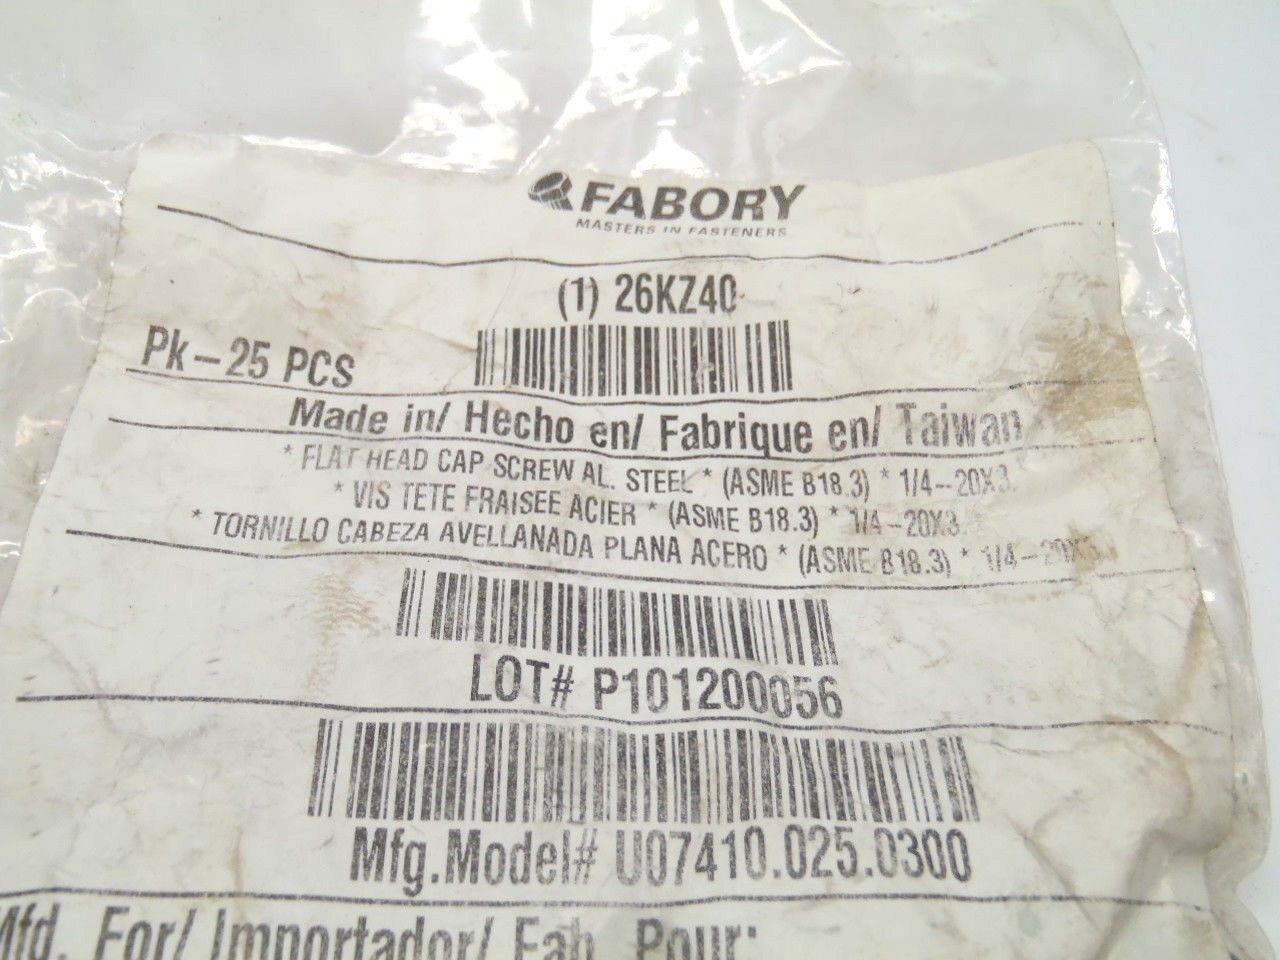 FABORY
MASTERS IN FASTENERS
(1) 26KZ40
Pk-25 PCS
Made in/ Hecho en/ Fabrique en/ Taiwan
* FLAT HEAD CAP SCREW AL. STEEL * (ASME B18.3) * 1/4-20X3.
* VIS TETE FRAISEE ACIER * (ASME B18.3) * 1/4-20X3.
* TORNILLO CABEZA AVELLANADA PLANA ACERO * (ASME B18.3) * 1/4-20X3.
LOT# P101200056
Mfg.Model# U07410.025.0300
Mfd. For/ Importador/ Fab. Pour: